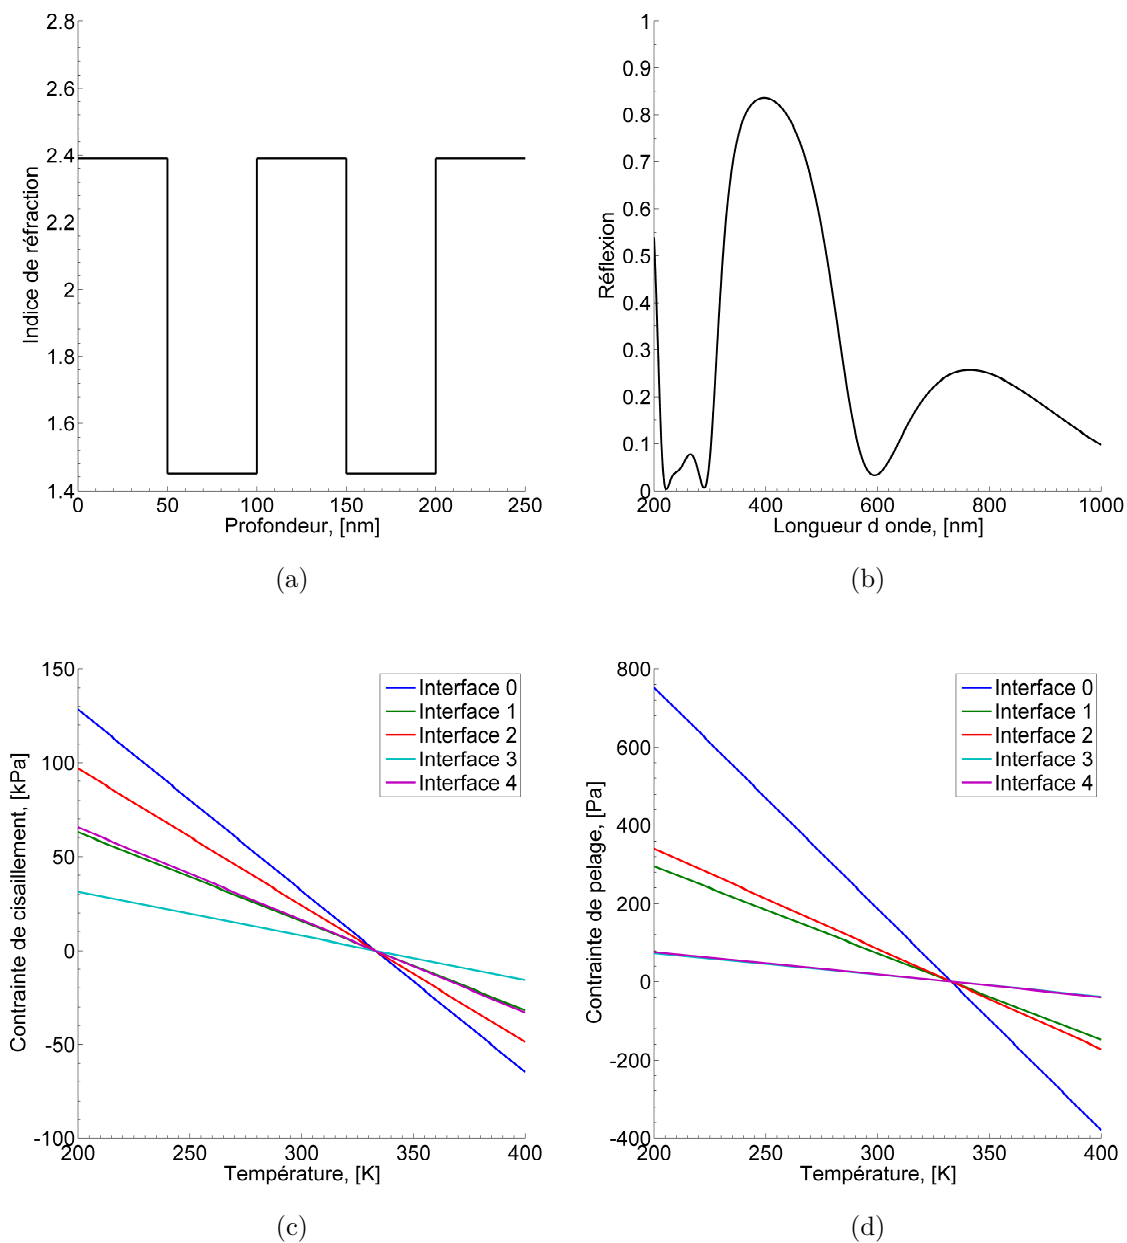 2.8
2.6
2.4
2.2
2
1.8
1.6
1.4
0
50
100
150
200
250
Indice de réfraction
Profondeur, [nm]
(a)
1
0.9
0.8
0.7
0.6
0.5
0.4
0.3
0.2
0.1
0
200
400
600
800
1000
Réflexion
Longueur d onde, [nm]
(b)
150
100
50
0
-50
-100
200
250
300
350
400
Contrainte de cisaillement, [kPa]
Température, [K]
Interface 0
Interface 1
Interface 2
Interface 3
Interface 4
(c)
800
600
400
200
0
-200
-400
200
250
300
350
400
Contrainte de pelage, [Pa]
Température, [K]
Interface 0
Interface 1
Interface 2
Interface 3
Interface 4
(d)